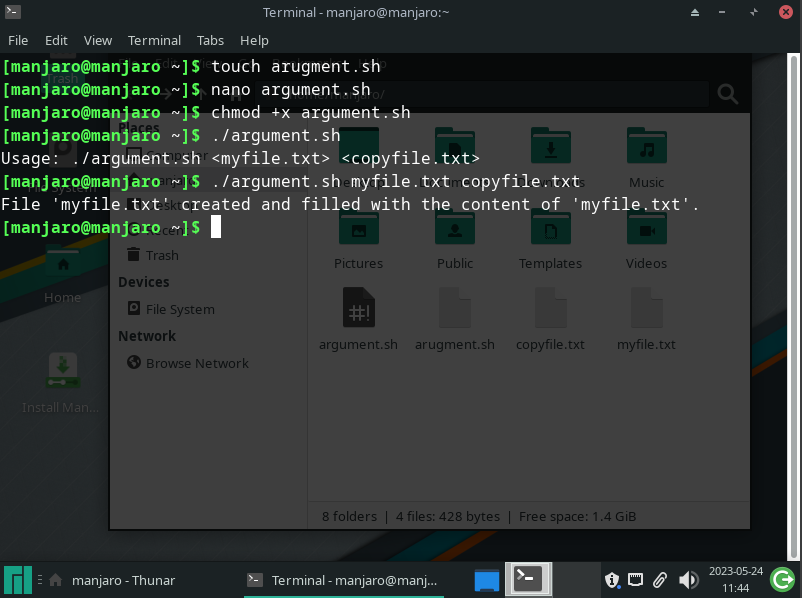 Terminal - manjaro@manjaro:~
File Edit View Terminal Tabs Help
[manjaro@manjaro ~]$ touch arugment.sh
[manjaro@manjaro ~]$ nano argument.sh
[manjaro@manjaro ~]$ chmod +x argument.sh
[manjaro@manjaro ~]$ ./argument.sh
Usage: ./argument.sh <myfile.txt> <copyfile.txt>
[manjaro@manjaro ~]$ ./argument.sh myfile.txt copyfile.txt
File 'myfile.txt' created and filled with the content of 'myfile.txt'.
[manjaro@manjaro ~]$
Trash
Places
Music
Trash
Pictures Public Templates Videos
Devices
Home
File System
Network
argument.sh arugment.sh copyfile.txt myfile.txt
Browse Network
Install Man...
8 folders | 4 files: 428 bytes | Free space: 1.4 GiB
manjaro - Thunar
Terminal - manjaro@manj...
2023-05-24
11:44